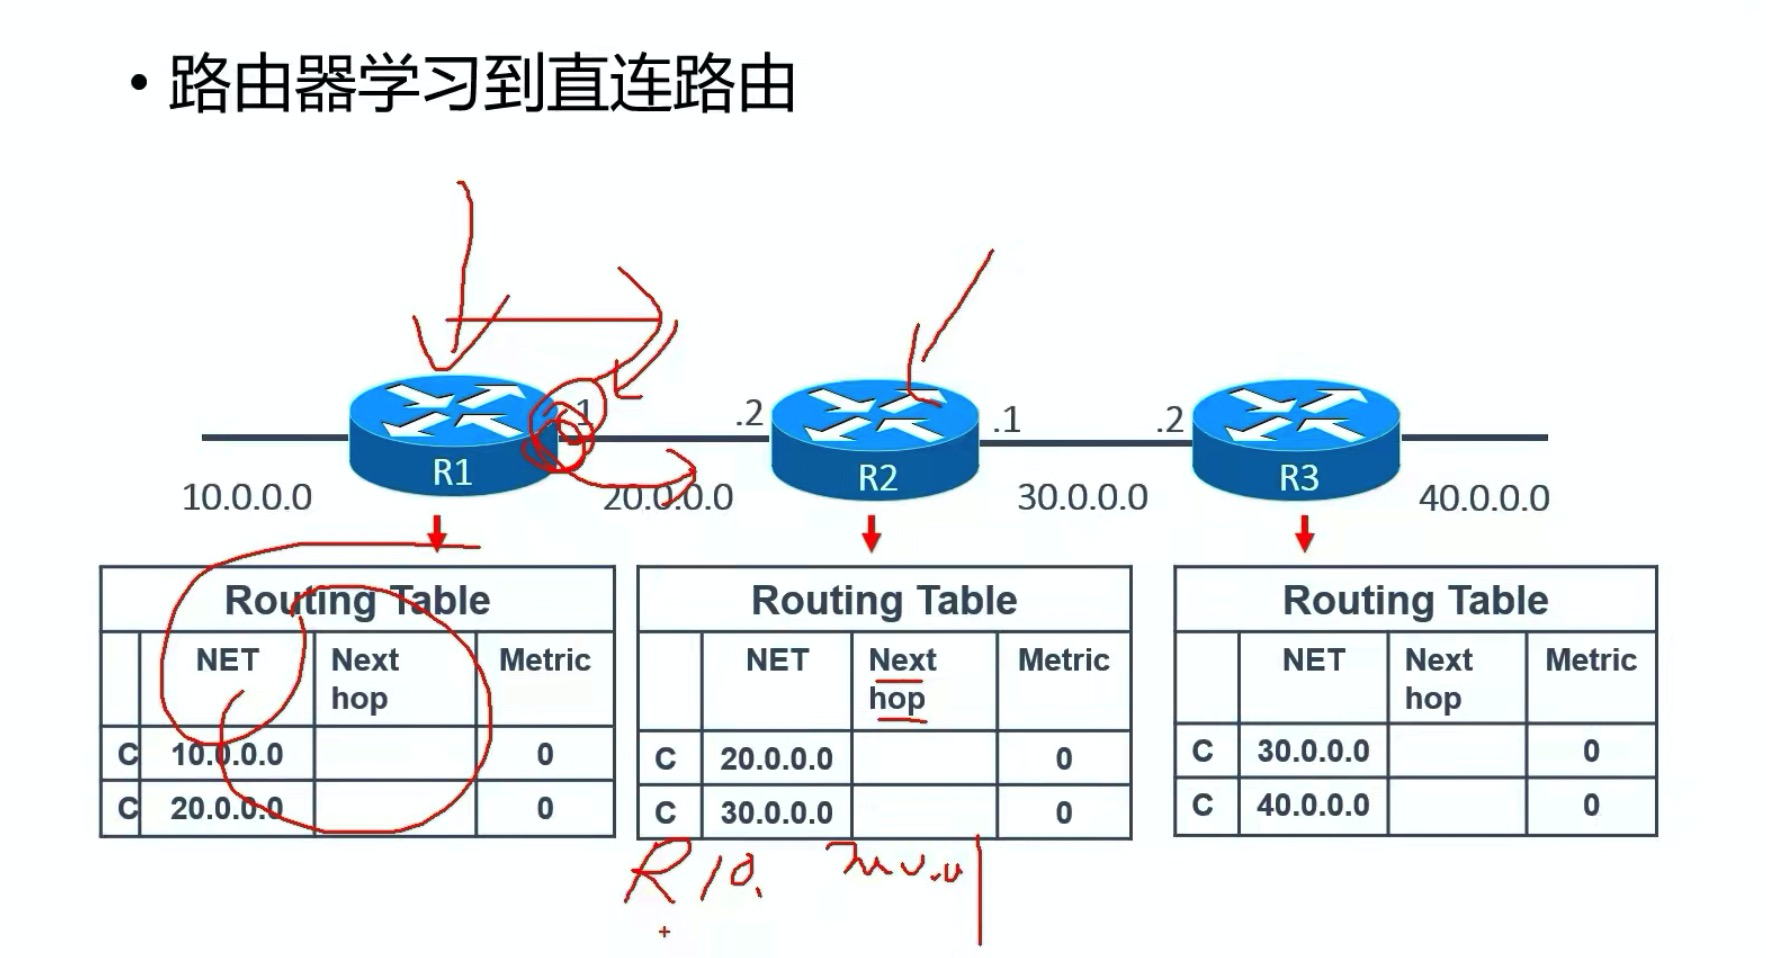 • 路由器学习到直连路由
.1 .2 .1 .2
R1 R2 R3
10.0.0.0 20.0.0.0 30.0.0.0 40.0.0.0
Routing Table
NET Next hop Metric
C 10.0.0.0 0
C 20.0.0.0 0
Routing Table
NET Next hop Metric
C 20.0.0.0 0
C 30.0.0.0 0
R 10.
Routing Table
NET Next hop Metric
C 30.0.0.0 0
C 40.0.0.0 0